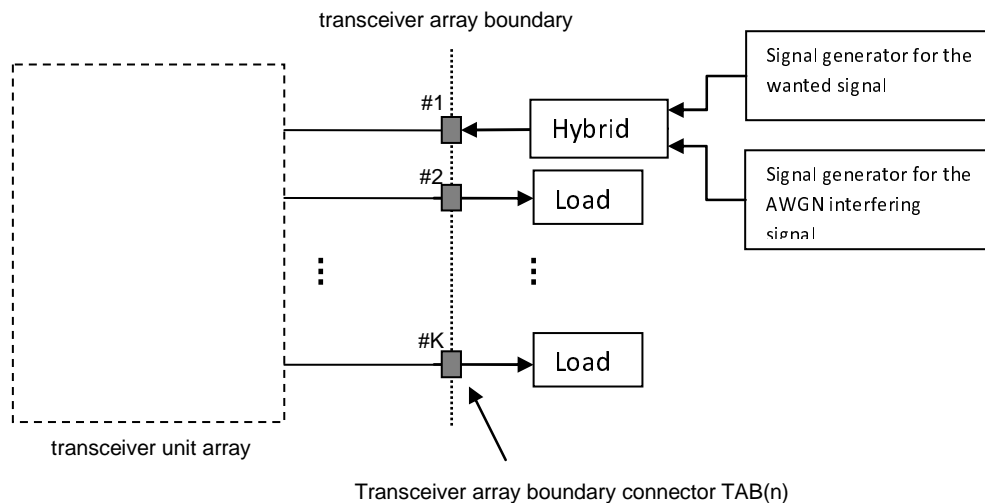 transceiver array boundary
Signal generator for the
wanted signal
#1
Hybrid
#2
Load
Signal generator for the
AWGN interfering
signal
#K
Load
transceiver unit array
Transceiver array boundary connector TAB(n)